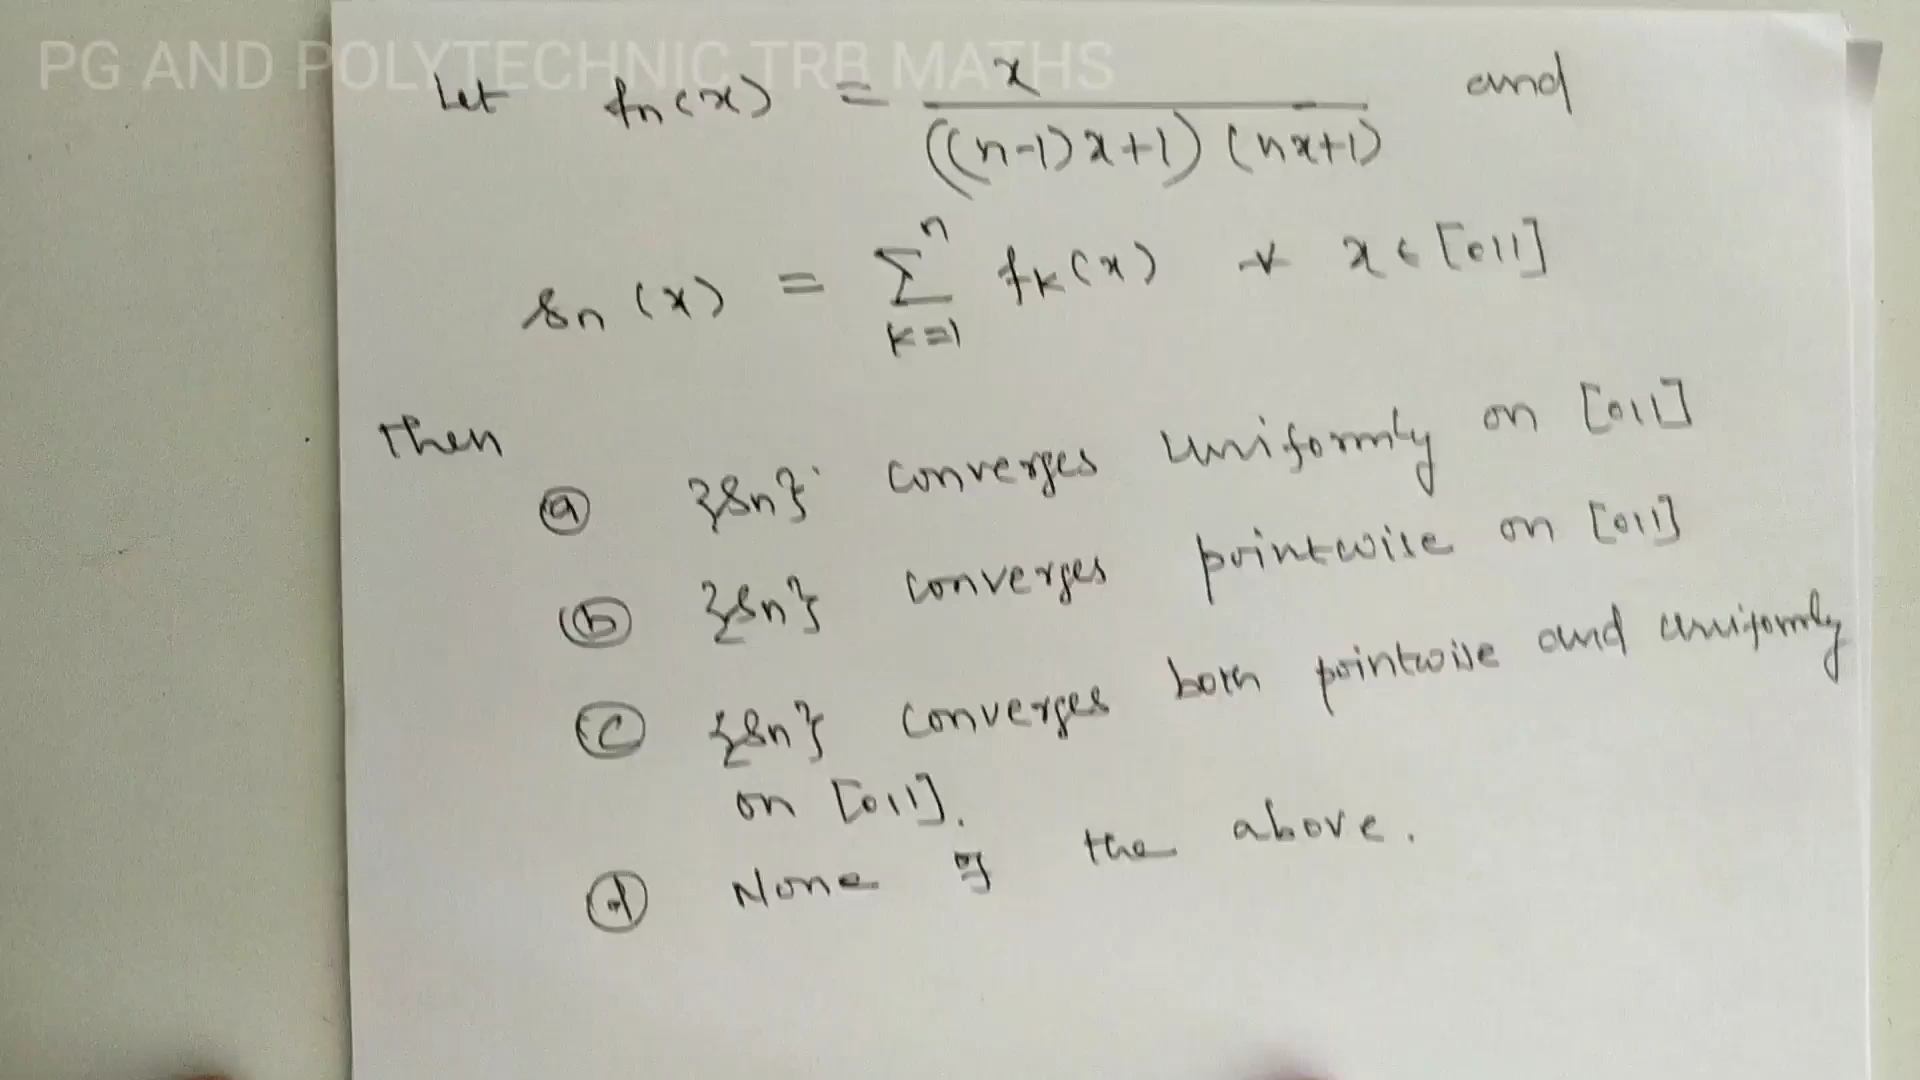 PG AND POLYTECHNIC TRB MATHS
Let fn(x) = x / ((n-1)x+1)(nx+1) and
Sn(x) = n Σ k=1 fk(x) ∀ x ∈ [0,1]
Then
(a) {Sn} converges uniformly on [0,1]
(b) {Sn} converges pointwise on [0,1]
(c) {Sn} converges both pointwise and uniformly
on [0,1].
(d) None of the above.